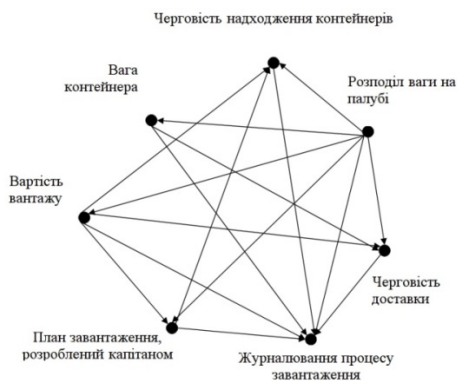 Черговість надходження контейнерів
Вага
контейнера
Розподіл ваги на
палубі
Вартість
вантажу
Черговість
доставки
План завантаження,
розроблений капітаном
Журналювання процесу
завантаження